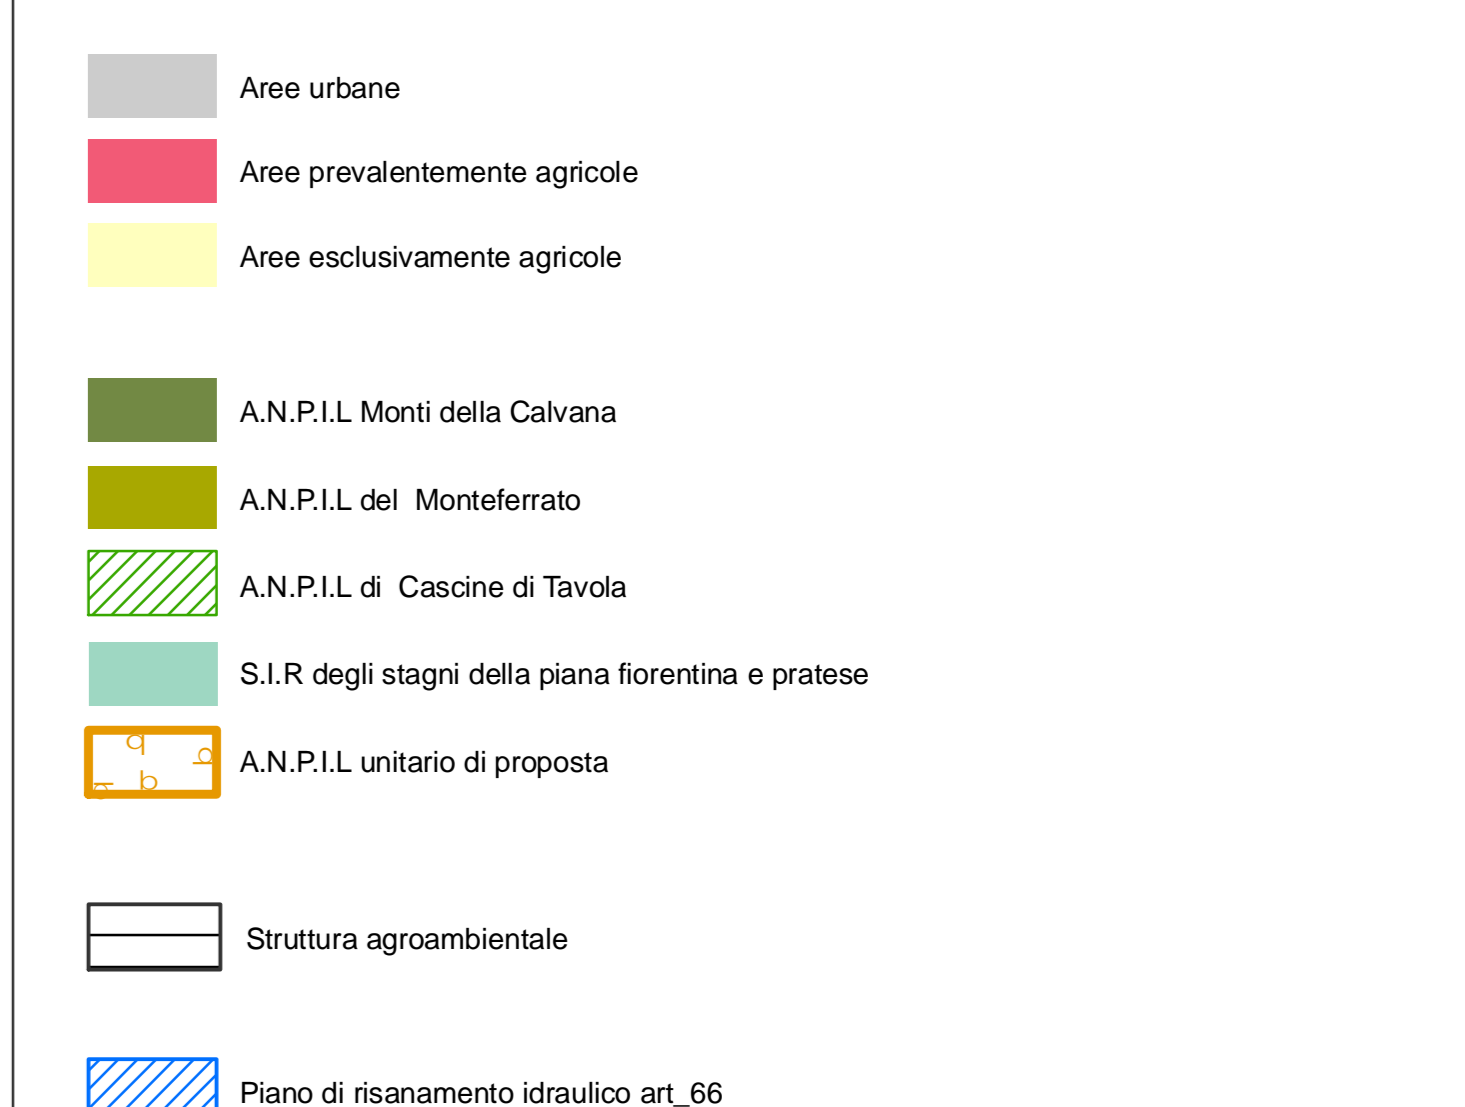 Aree urbane
Aree prevalentemente agricole
Aree esclusivamente agricole
A.N.P.I.L Monti della Calvana
A.N.P.I.L del  Monteferrato
A.N.P.I.L di  Cascine di Tavola
S.I.R degli stagni della piana fiorentina e pratese
A.N.P.I.L unitario di proposta
Struttura agroambientale
Piano di risanamento idraulico art_66